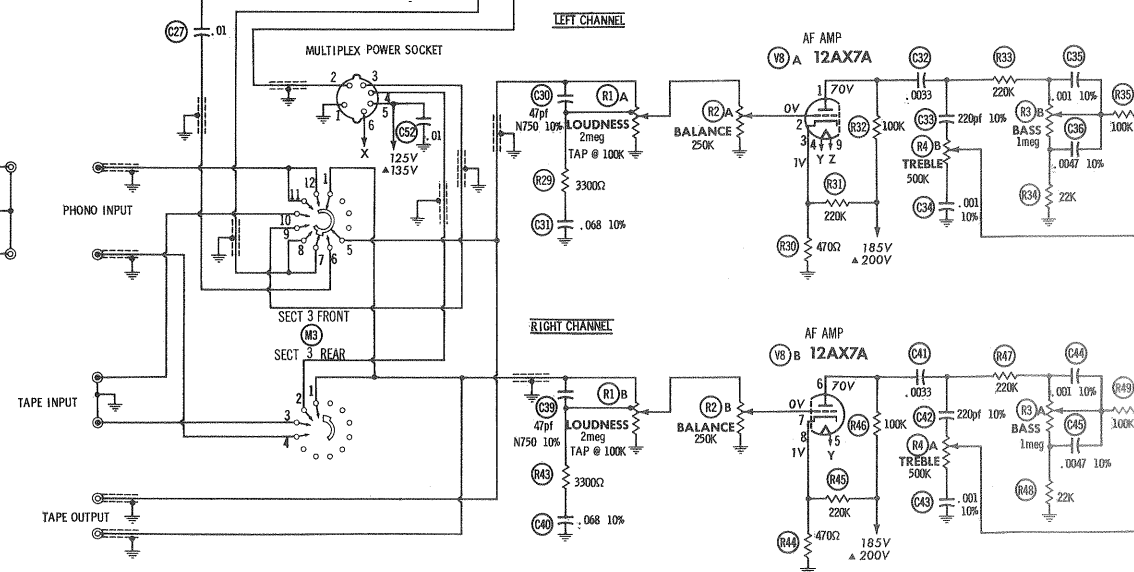 LEFT CHANNEL
C27 .01
MULTIPLEX POWER SOCKET
2 3
1 4 5
6
C52 .01
X
125V
▲135V
C30
47pf
N750 10%
R1 A
LOUDNESS
2meg
TAP @ 100K
R29 3300Ω
C31 .068 10%
R2 A
BALANCE
250K
AF AMP
V8 A 12AX7A
1 70V
0V
2
3 4 9
1V Y Z
R32 100K
R31
220K
R30 470Ω
185V
▲200V
C32
.0033
C33 220pf 10%
R4 B
TREBLE
500K
C34 .001
10%
R33
220K
C35
.001 10%
R3 B
BASS
1meg
C36
.0047 10%
R34 22K
R35
100K
PHONO INPUT
12 1
11
10
9
8 7 6 5
SECT 3 FRONT
M3
SECT 3 REAR
TAPE INPUT
2 1
3
4
TAPE OUTPUT
RIGHT CHANNEL
C39
47pf
N750 10%
R1 B
LOUDNESS
2meg
TAP @ 100K
R43 3300Ω
C40 .068 10%
R2 B
BALANCE
250K
AF AMP
V8 B 12AX7A
6 70V
0V
7
8 5
1V Y
R46 100K
R45
220K
R44 470Ω
185V
▲200V
C41
.0033
C42 220pf 10%
R4 A
TREBLE
500K
C43 .001
10%
R47
220K
C44
.001 10%
R3 A
BASS
1meg
C45
.0047 10%
R48 22K
R49
100K